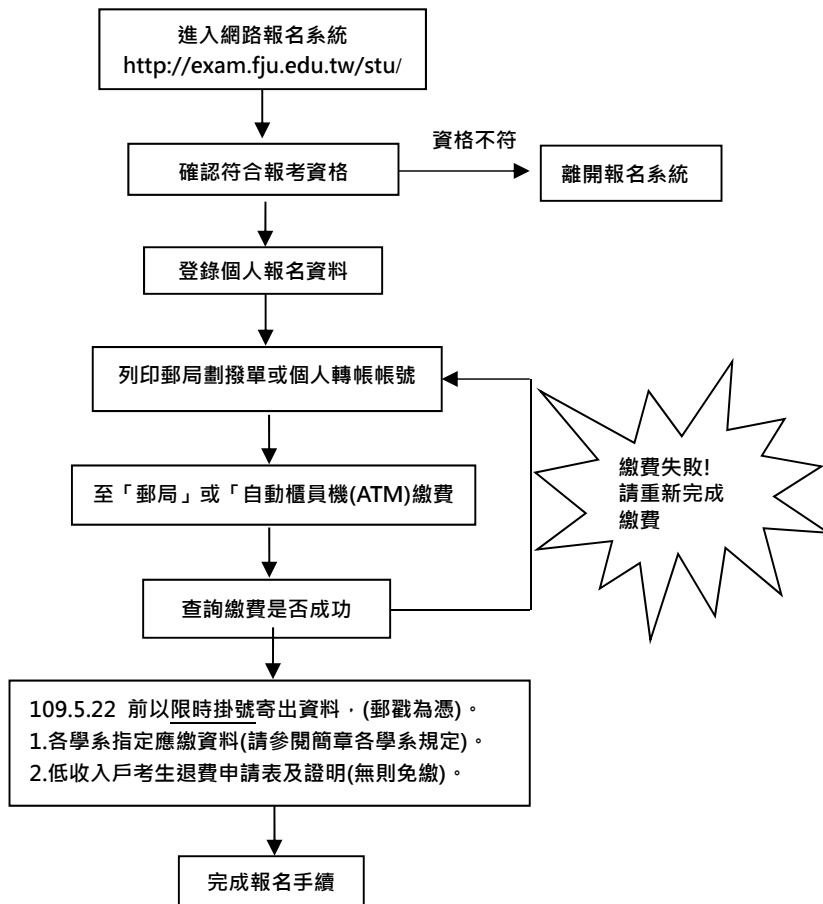 進入網路報名系統
http://exam.fju.edu.tw/stu/
資格不符
確認符合報考資格
離開報名系統
登錄個人報名資料
列印郵局劃撥單或個人轉帳帳號
繳費失敗!
請重新完成
繳費
至「郵局」或「自動櫃員機(ATM)繳費
查詢繳費是否成功
109.5.22 前以限時掛號寄出資料，(郵戳為憑)。
1.各學系指定應繳資料(請參閱簡章各學系規定)。
2.低收入戶考生退費申請表及證明(無則免繳)。
完成報名手續